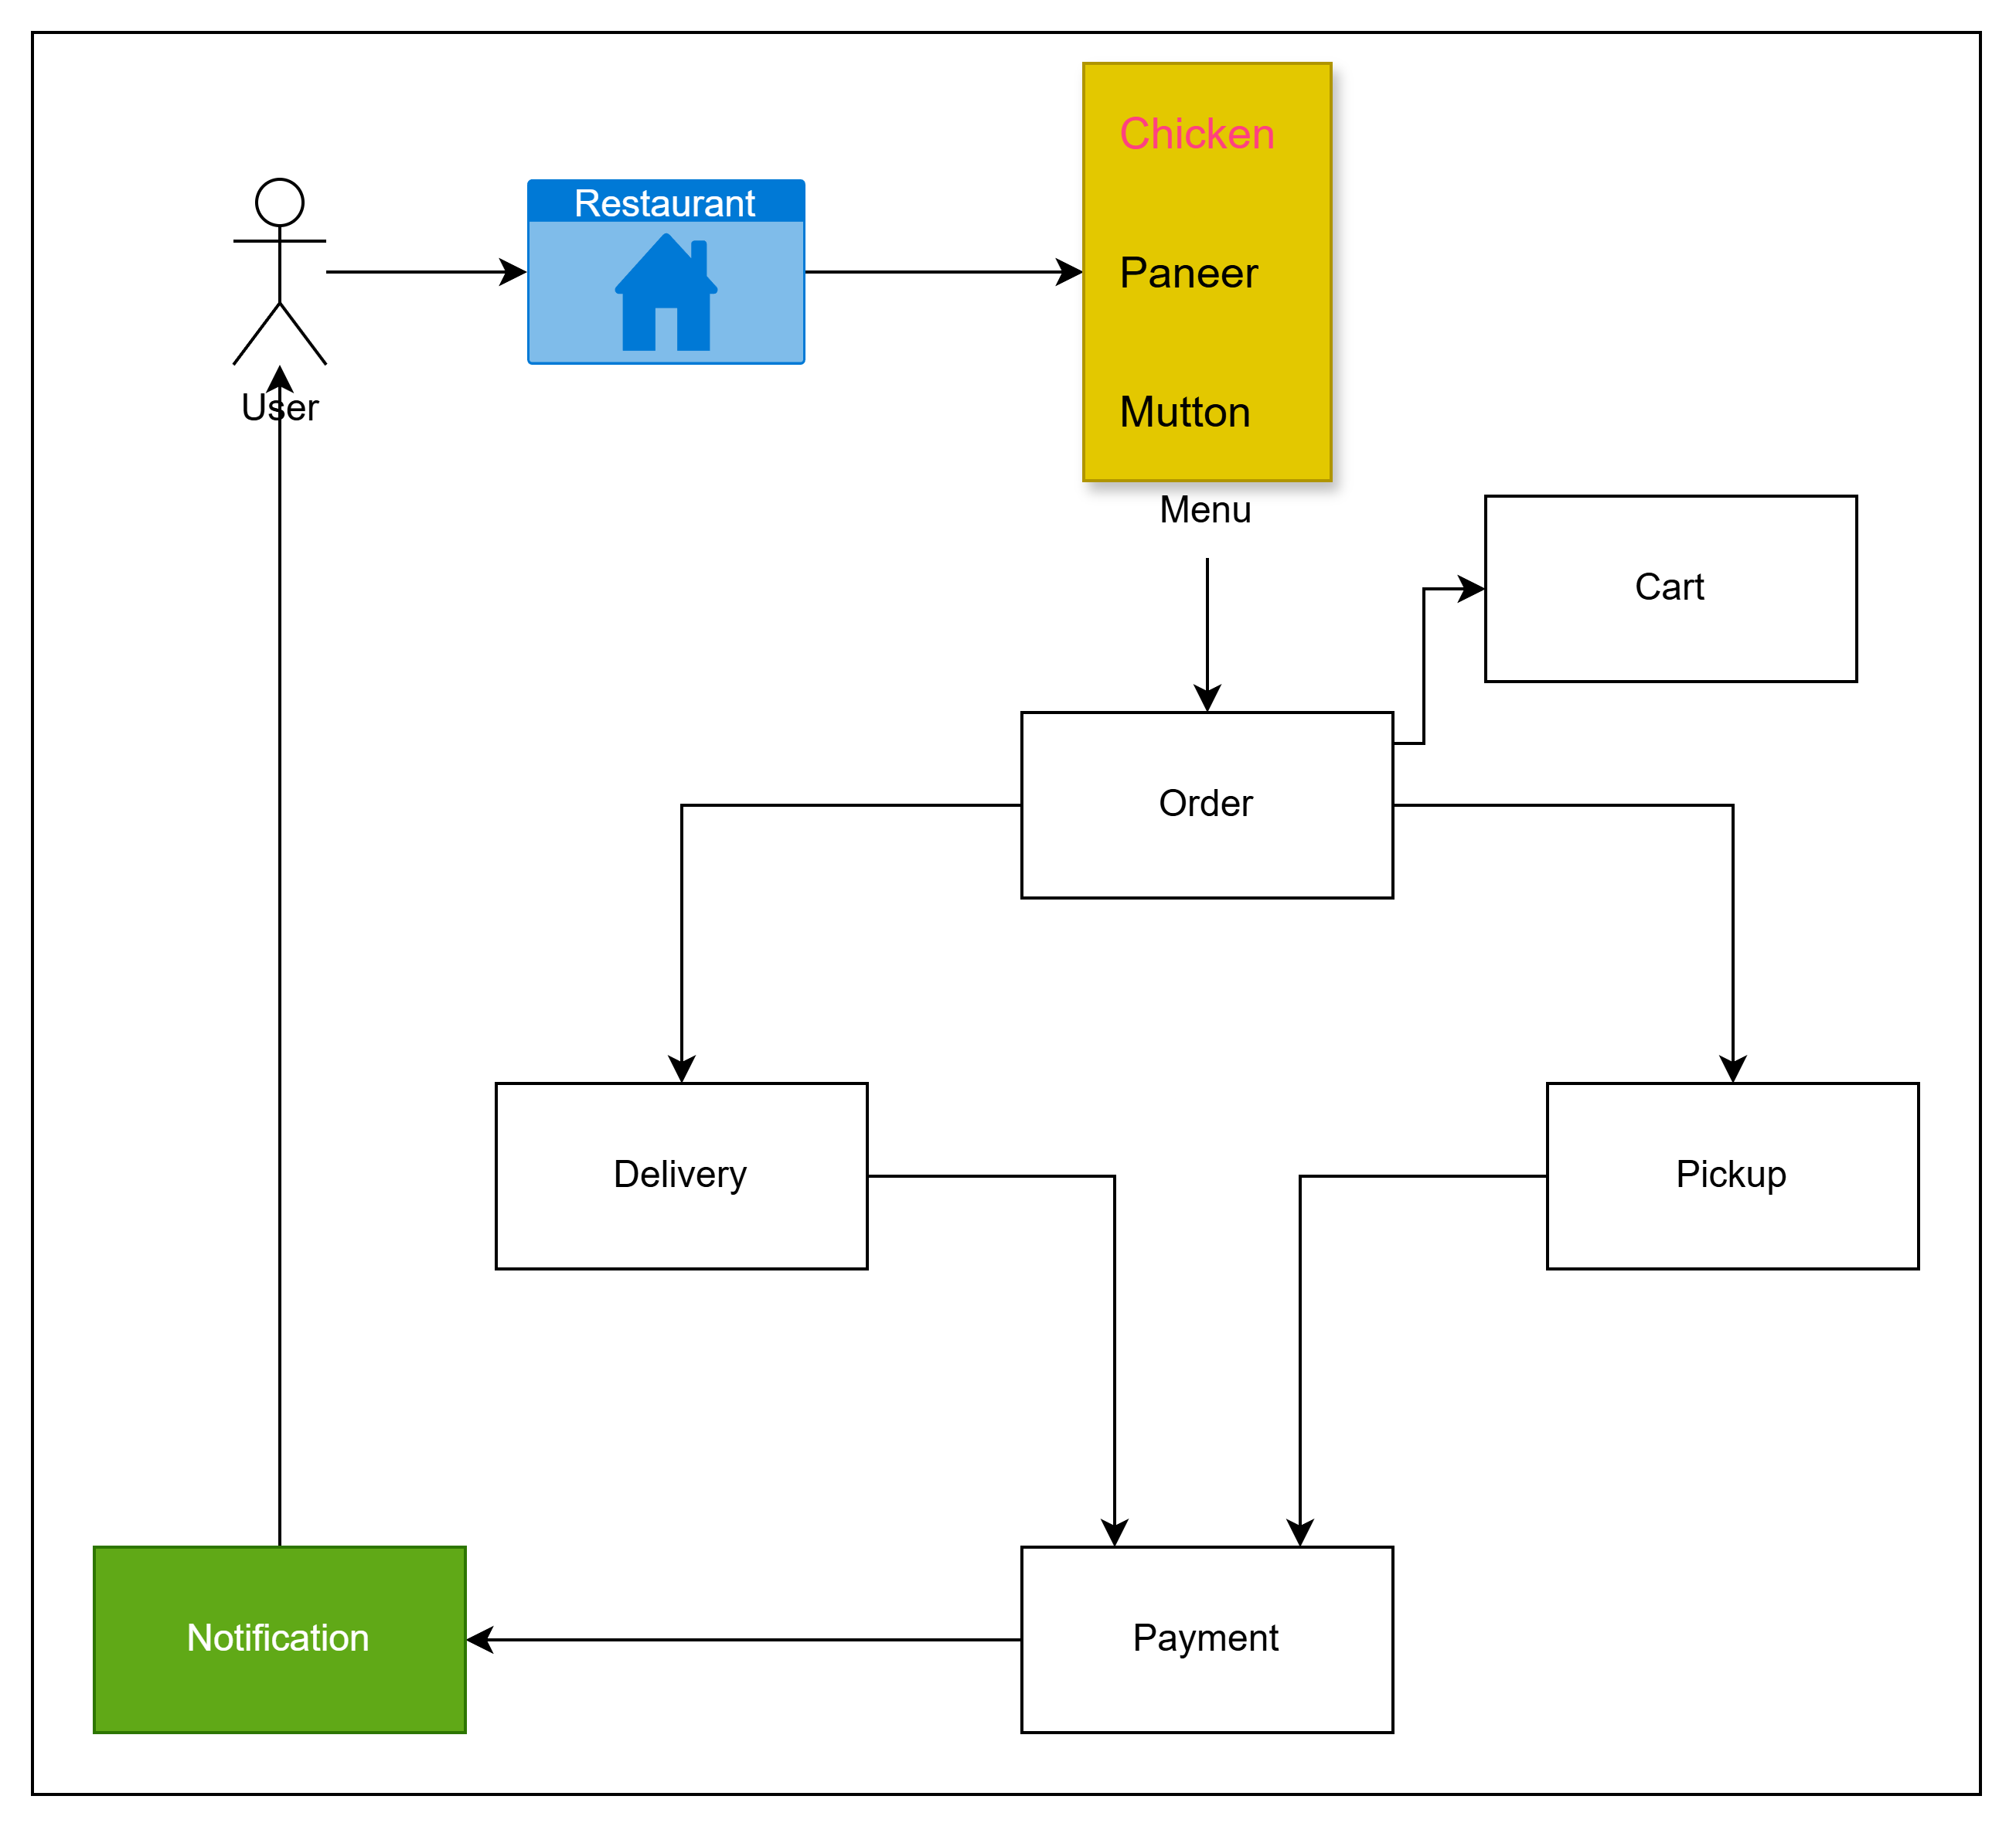 Restaurant
Chicken
Paneer
Mutton
User
Menu
Cart
Order
Delivery
Pickup
Notification
Payment